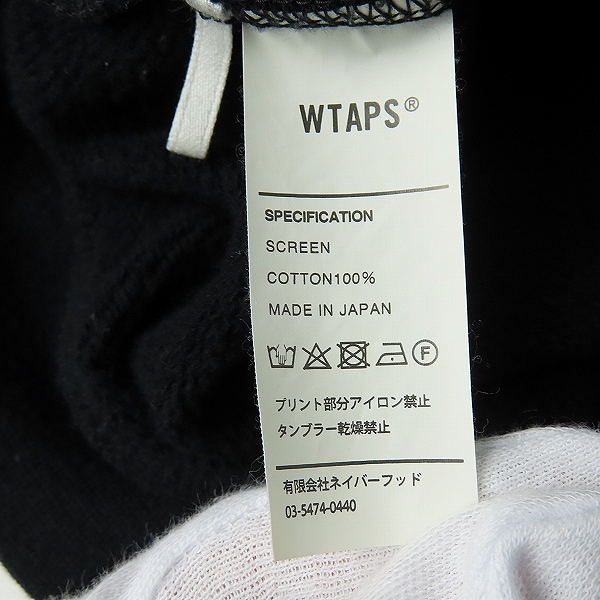 WTAPS®
SPECIFICATION
SCREEN
COTTON100%
MADE IN JAPAN
F
プリント部分アイロン禁止
タンブラー乾燥禁止
有限会社ネイバーフッド
03-5474-0440